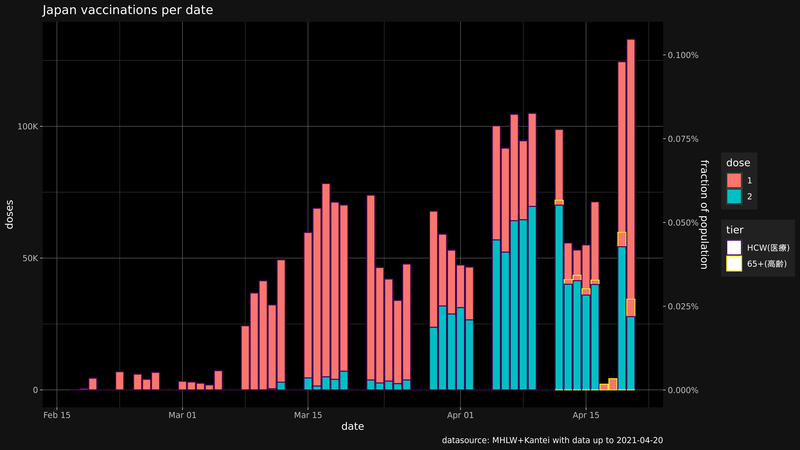 Japan vaccinations per date
doses
100K
50K
0
Feb 15
Mar 01
Mar 15
Apr 01
Apr 15
date
0.100%
0.075%
0.050%
0.025%
0.000%
fraction of population
dose
1
2
tier
HCW(医療)
65+(高齢)
datasource: MHLW+Kantei with data up to 2021-04-20